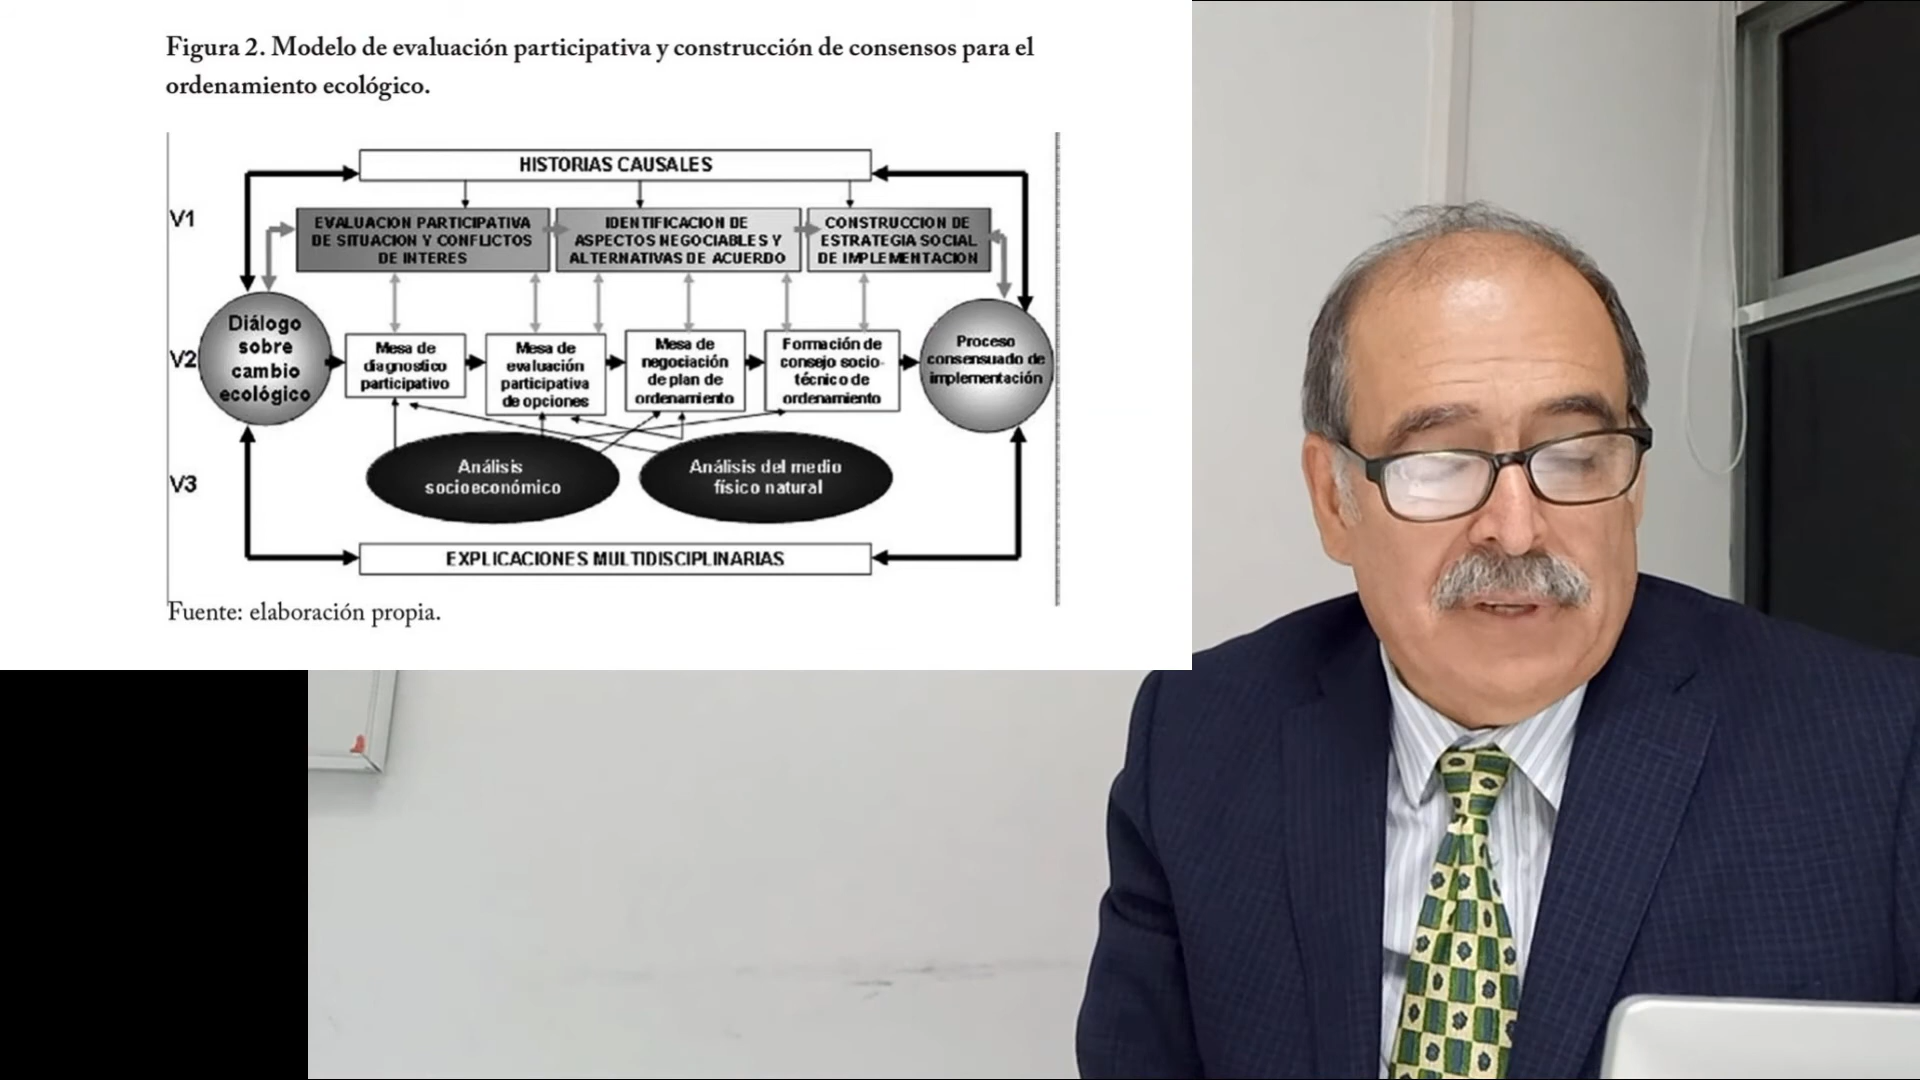 Figura 2. Modelo de evaluación participativa y construcción de consensos para el
ordenamiento ecológico.
HISTORIAS CAUSALES
V1
EVALUACION PARTICIPATIVA
DE SITUACION Y CONFLICTOS
DE INTERES
IDENTIFICACION DE
ASPECTOS NEGOCIABLES Y
ALTERNATIVAS DE ACUERDO
CONSTRUCCION DE
ESTRATEGIA SOCIAL
DE IMPLEMENTACION
V2
Diálogo
sobre
cambio
ecológico
Mesa de
diagnostico
participativo
Mesa de
evaluación
participativa
de opciones
Mesa de
negociación
de plan de
ordenamiento
Formación de
consejo socio-
técnico de
ordenamiento
Proceso
consensuado de
implementación
V3
Análisis
socioeconómico
Análisis del medio
físico natural
EXPLICACIONES MULTIDISCIPLINARIAS
Fuente: elaboración propia.